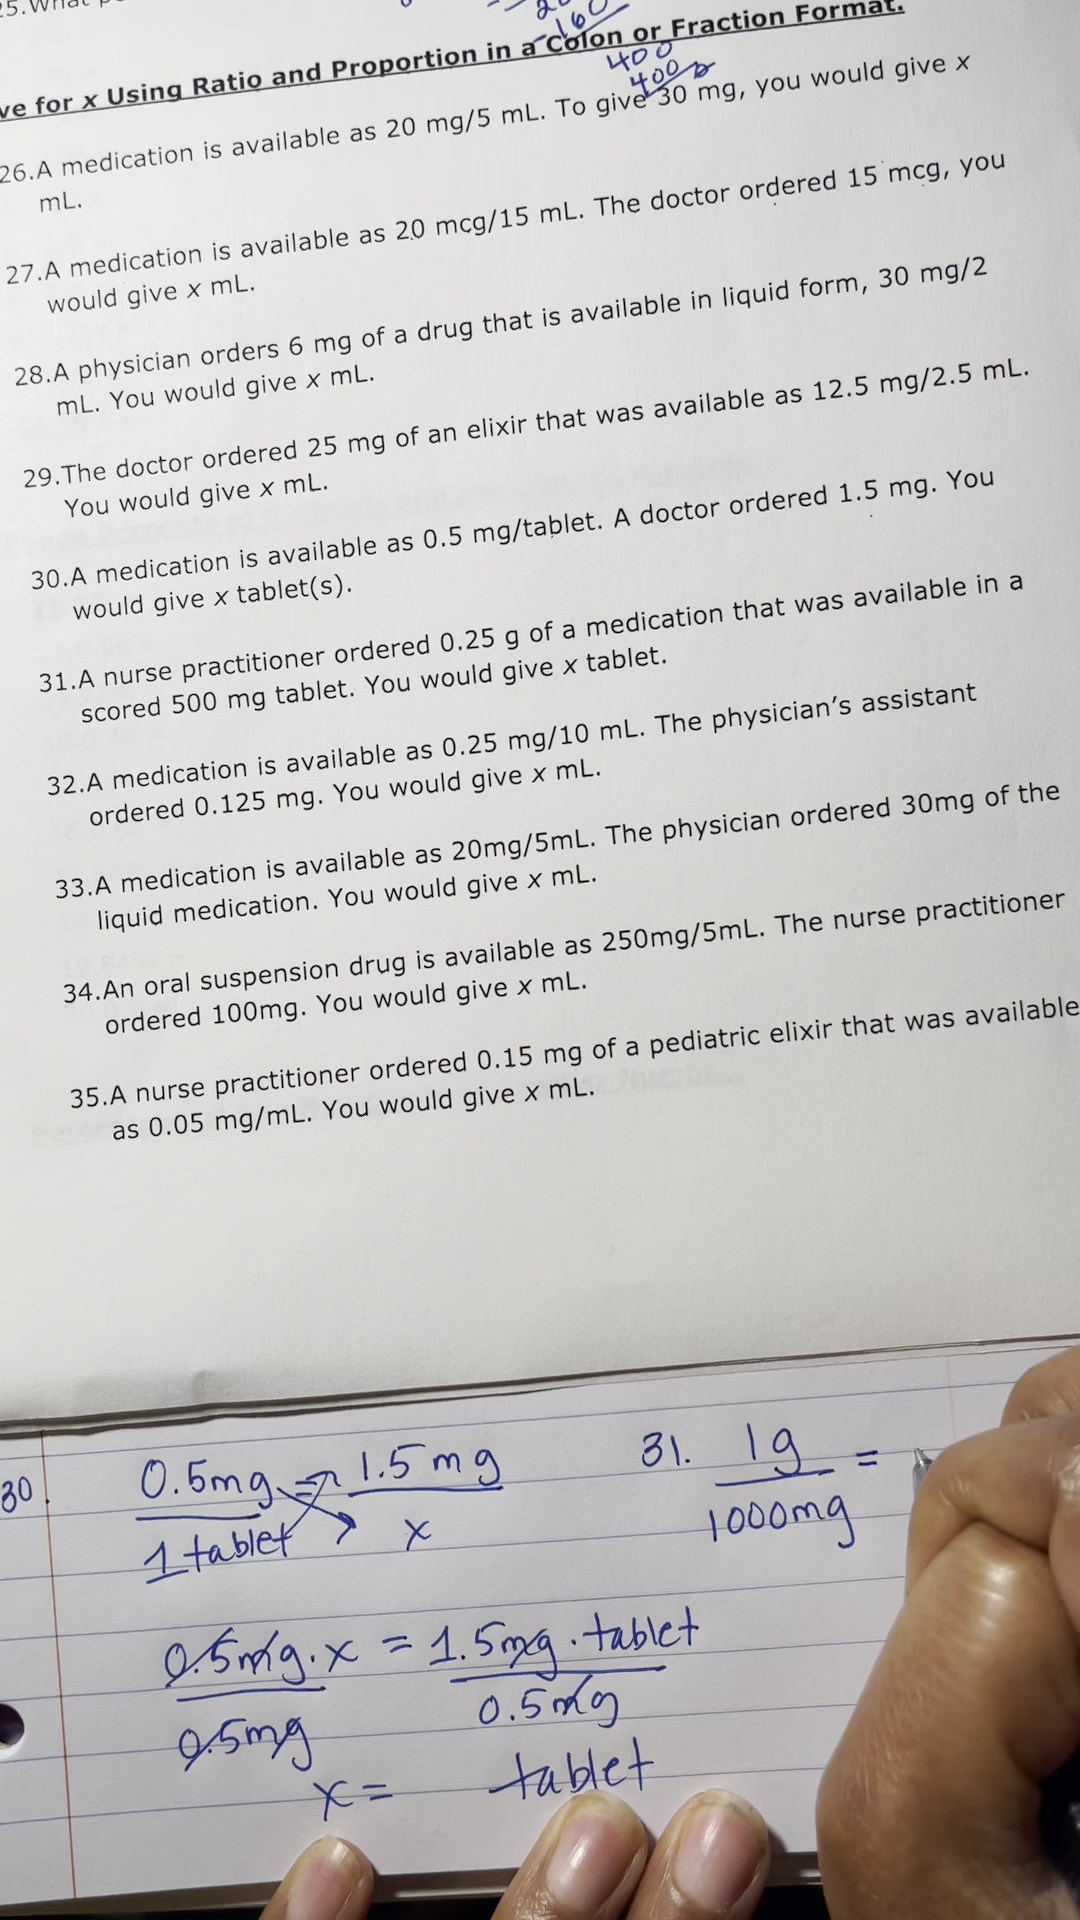 25. What
160
400
400
ve for x Using Ratio and Proportion in a Colon or Fraction Format.
26.A medication is available as 20 mg/5 mL. To give 30 mg, you would give x
mL.
27.A medication is available as 20 mcg/15 mL. The doctor ordered 15 mcg, you
would give x mL.
28.A physician orders 6 mg of a drug that is available in liquid form, 30 mg/2
mL. You would give x mL.
29.The doctor ordered 25 mg of an elixir that was available as 12.5 mg/2.5 mL.
You would give x mL.
30.A medication is available as 0.5 mg/tablet. A doctor ordered 1.5 mg. You
would give x tablet(s).
31.A nurse practitioner ordered 0.25 g of a medication that was available in a
scored 500 mg tablet. You would give x tablet.
32.A medication is available as 0.25 mg/10 mL. The physician’s assistant
ordered 0.125 mg. You would give x mL.
33.A medication is available as 20mg/5mL. The physician ordered 30mg of the
liquid medication. You would give x mL.
34.An oral suspension drug is available as 250mg/5mL. The nurse practitioner
ordered 100mg. You would give x mL.
35.A nurse practitioner ordered 0.15 mg of a pediatric elixir that was available
as 0.05 mg/mL. You would give x mL.
30. 0.5mg = 1.5 mg
1 tablet x
0.5mg . x = 1.5mg . tablet
0.5mg 0.5mg
x = tablet
31. 1g =
1000mg